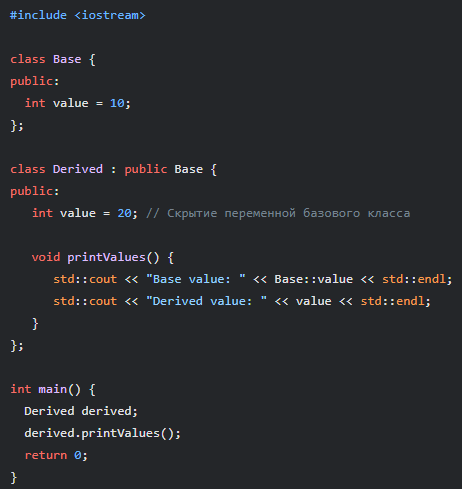 #include <iostream>

class Base {
public:
  int value = 10;
};

class Derived : public Base {
public:
   int value = 20; // Скрытие переменной базового класса

   void printValues() {
      std::cout << "Base value: " << Base::value << std::endl;
      std::cout << "Derived value: " << value << std::endl;
   }
};

int main() {
  Derived derived;
  derived.printValues();
  return 0;
}